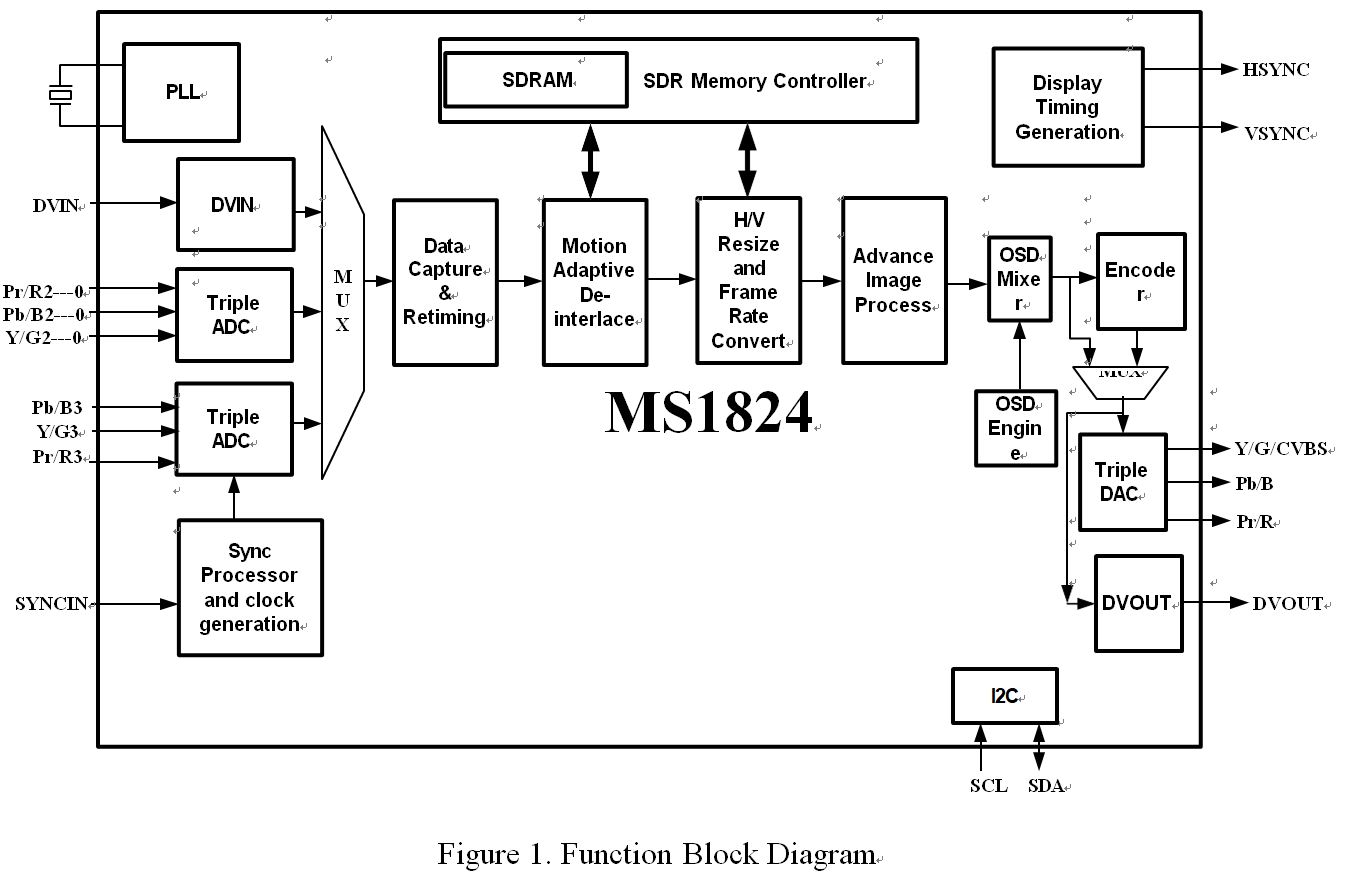 PLL
SDRAM
SDR Memory Controller
Display
Timing
Generation
HSYNC
VSYNC
DVIN
DVIN
Pr/R2---0
Pb/B2---0
Y/G2---0
Triple
ADC
Pb/B3
Y/G3
Pr/R3
Triple
ADC
SYNCIN
Sync
Processor
and clock
generation
M
U
X
Data
Capture
&
Retiming
Motion
Adaptive
De-
interlace
H/V
Resize
and
Frame
Rate
Convert
Advance
Image
Process
OSD
Mixe
r
Encode
r
MUX
OSD
Engin
e
MS1824
Triple
DAC
Y/G/CVBS
Pb/B
Pr/R
DVOUT
DVOUT
I2C
SCL
SDA
Figure 1. Function Block Diagram